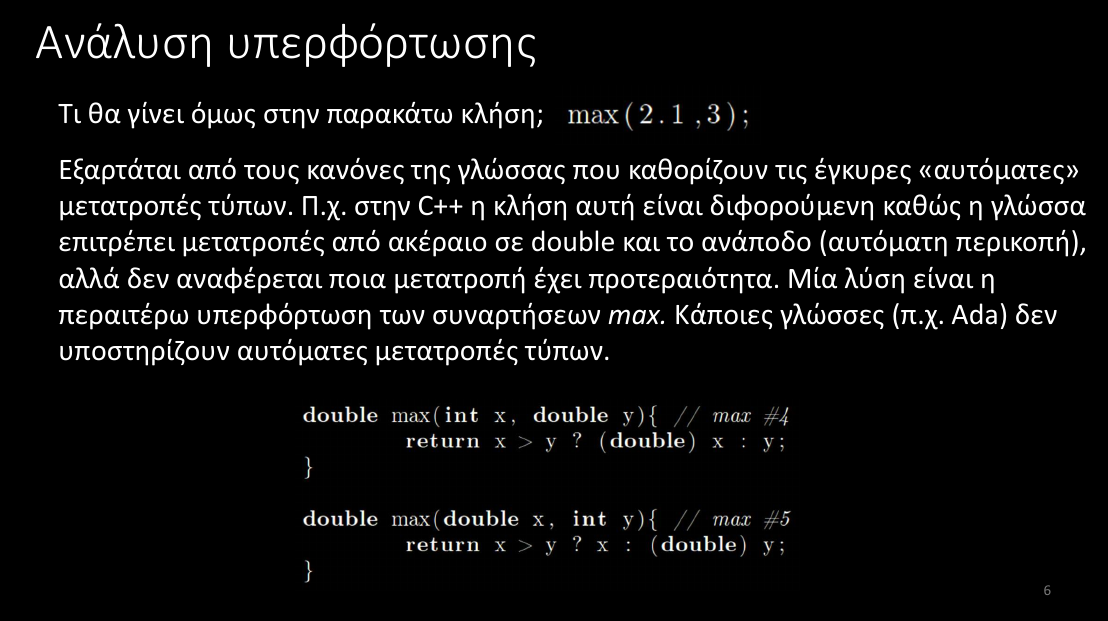 Ανάλυση υπερφόρτωσης
Τι θα γίνει όμως στην παρακάτω κλήση; max(2.1,3);
Εξαρτάται από τους κανόνες της γλώσσας που καθορίζουν τις έγκυρες «αυτόματες»
μετατροπές τύπων. Π.χ. στην C++ η κλήση αυτή είναι διφορούμενη καθώς η γλώσσα
επιτρέπει μετατροπές από ακέραιο σε double και το ανάποδο (αυτόματη περικοπή),
αλλά δεν αναφέρεται ποια μετατροπή έχει προτεραιότητα. Μία λύση είναι η
περαιτέρω υπερφόρτωση των συναρτήσεων max. Κάποιες γλώσσες (π.χ. Ada) δεν
υποστηρίζουν αυτόματες μετατροπές τύπων.
double max(int x, double y){ // max #4
return x > y ? (double) x : y;
}
double max(double x, int y){ // max #5
return x > y ? x : (double) y;
}
6